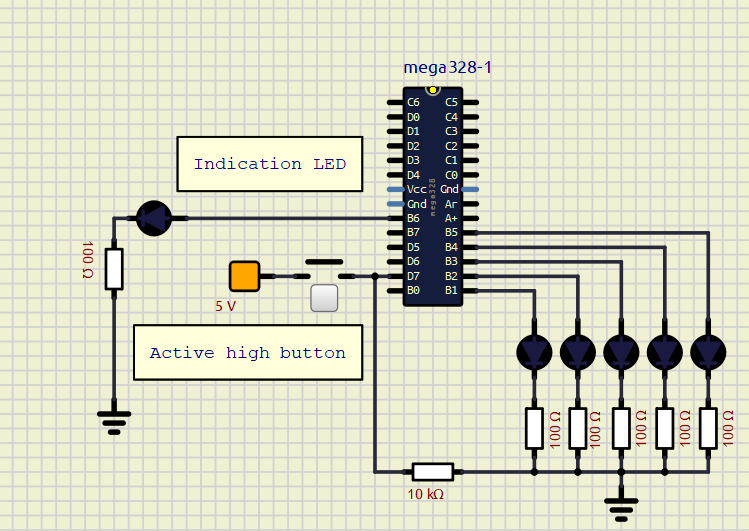 mega328-1
C6 C5
D0 C4
D1 C3
D2 C2
D3 C1
D4 C0
Vcc Gnd
Gnd Ar
B6 A+
B7 B5
D5 B4
D6 B3
D7 B2
B0 B1
mega328
Indication LED
100 Ω
5 V
Active high button
100 Ω
100 Ω
100 Ω
100 Ω
100 Ω
10 kΩ